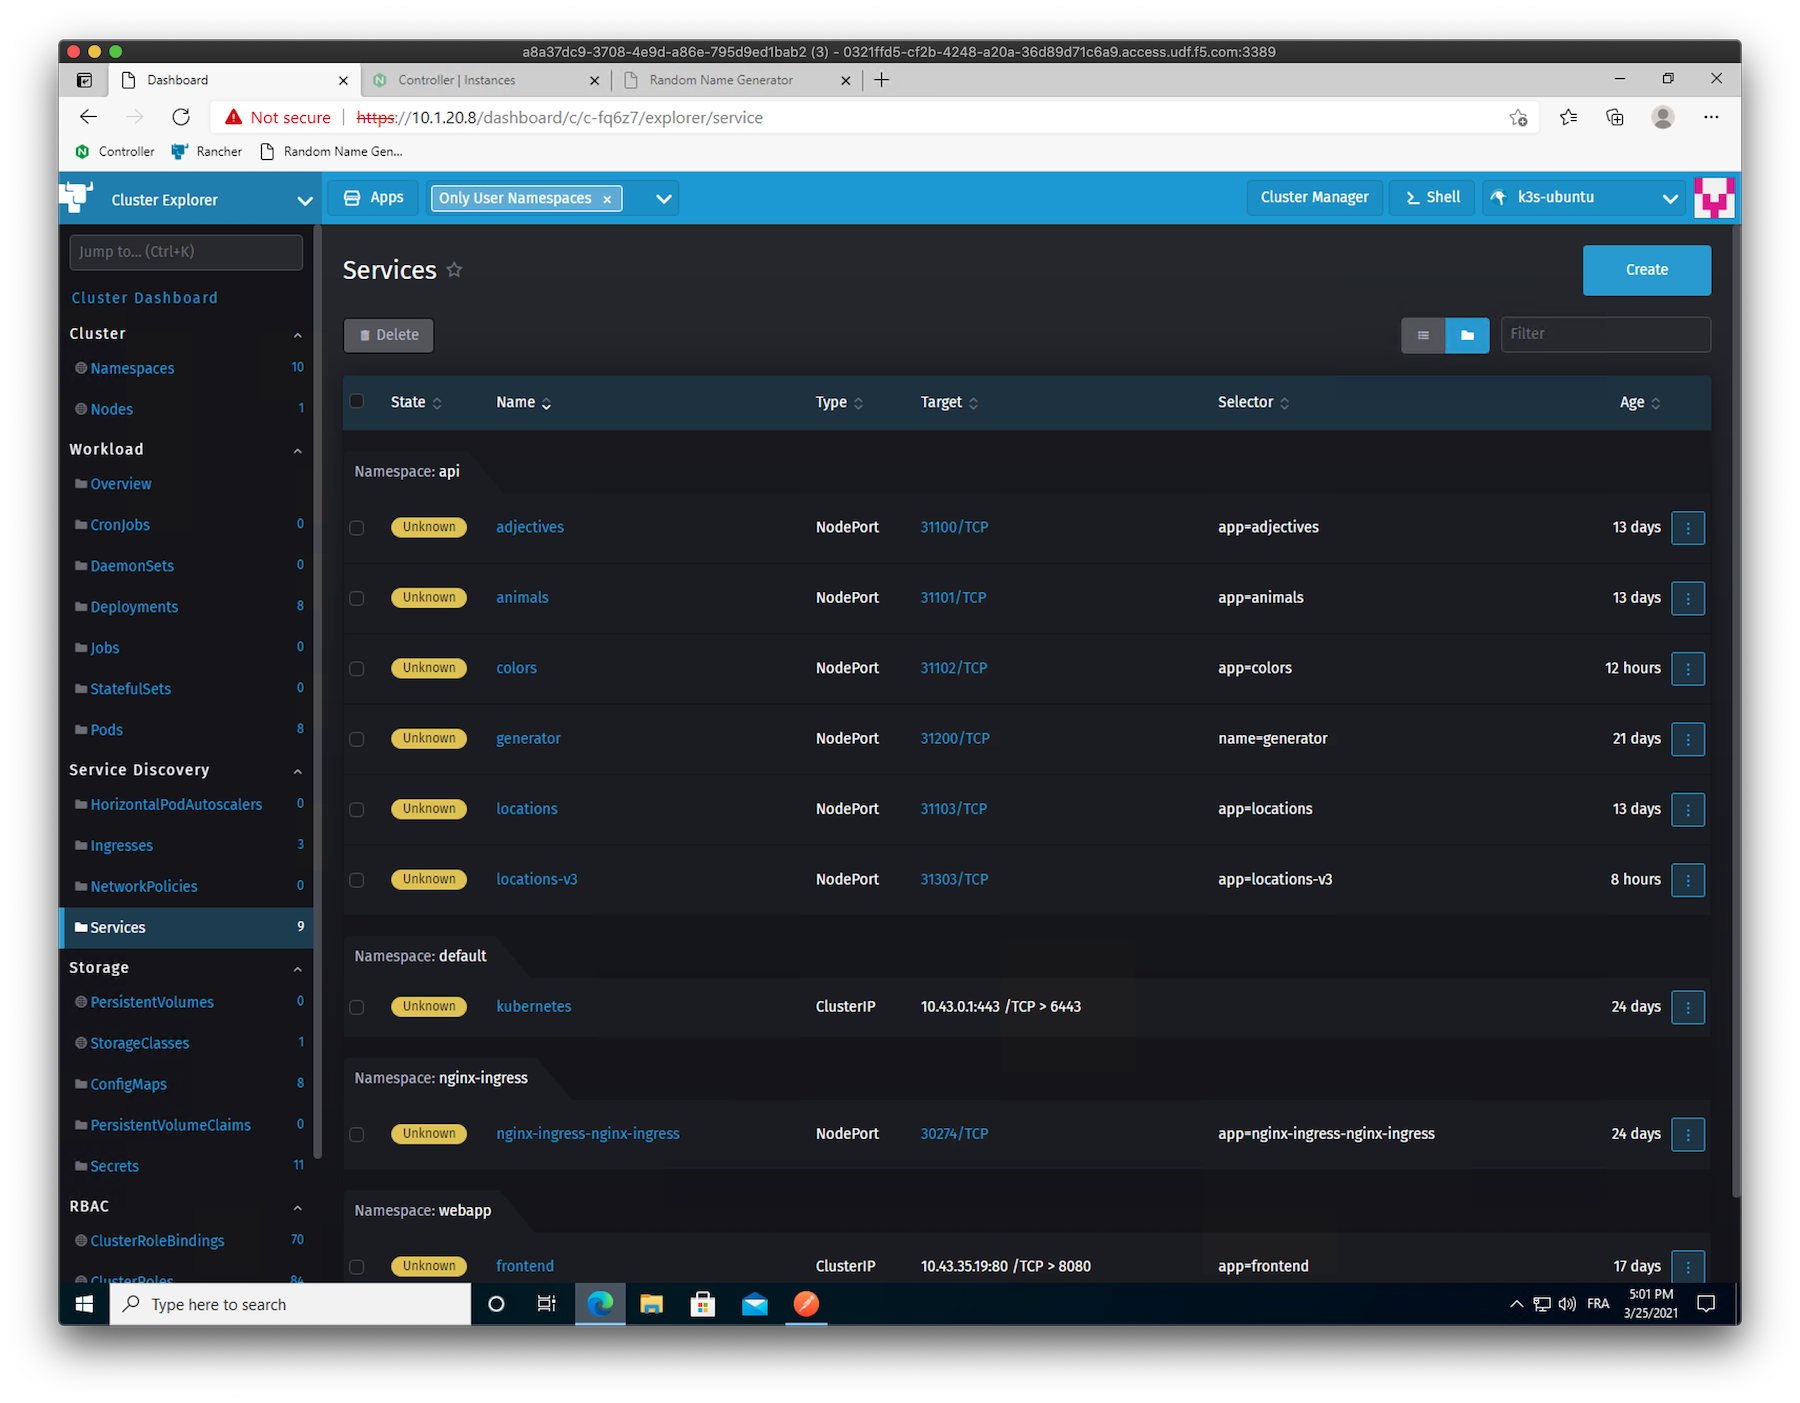 a8a37dc9-3708-4e9d-a86e-795d9ed1bab2 (3) - 0321ffd5-cf2b-4248-a20a-36d89d71c6a9.access.udf.f5.com:3389
Dashboard
Controller | Instances
Random Name Generator
Not secure
https://10.1.20.8/dashboard/c/c-fq6z7/explorer/service
Controller
Rancher
Random Name Gen...
Cluster Explorer
Apps
Only User Namespaces ×
Cluster Manager
Shell
k3s-ubuntu
Jump to... (Ctrl+K)
Cluster Dashboard
Cluster
Namespaces 10
Nodes 1
Workload
Overview
CronJobs 0
DaemonSets 0
Deployments 8
Jobs 0
StatefulSets 0
Pods 8
Service Discovery
HorizontalPodAutoscalers 0
Ingresses 3
NetworkPolicies 0
Services 9
Storage
PersistentVolumes 0
StorageClasses 1
ConfigMaps 8
PersistentVolumeClaims 0
Secrets 11
RBAC
ClusterRoleBindings 70
ClusterRoles 84
Services
Create
Delete
Filter
State Name Type Target Selector Age
Namespace: api
Unknown adjectives NodePort 31100/TCP app=adjectives 13 days
Unknown animals NodePort 31101/TCP app=animals 13 days
Unknown colors NodePort 31102/TCP app=colors 12 hours
Unknown generator NodePort 31200/TCP name=generator 21 days
Unknown locations NodePort 31103/TCP app=locations 13 days
Unknown locations-v3 NodePort 31303/TCP app=locations-v3 8 hours
Namespace: default
Unknown kubernetes ClusterIP 10.43.0.1:443 /TCP > 6443 24 days
Namespace: nginx-ingress
Unknown nginx-ingress-nginx-ingress NodePort 30274/TCP app=nginx-ingress-nginx-ingress 24 days
Namespace: webapp
Unknown frontend ClusterIP 10.43.35.19:80 /TCP > 8080 app=frontend 17 days
Type here to search
FRA
5:01 PM
3/25/2021